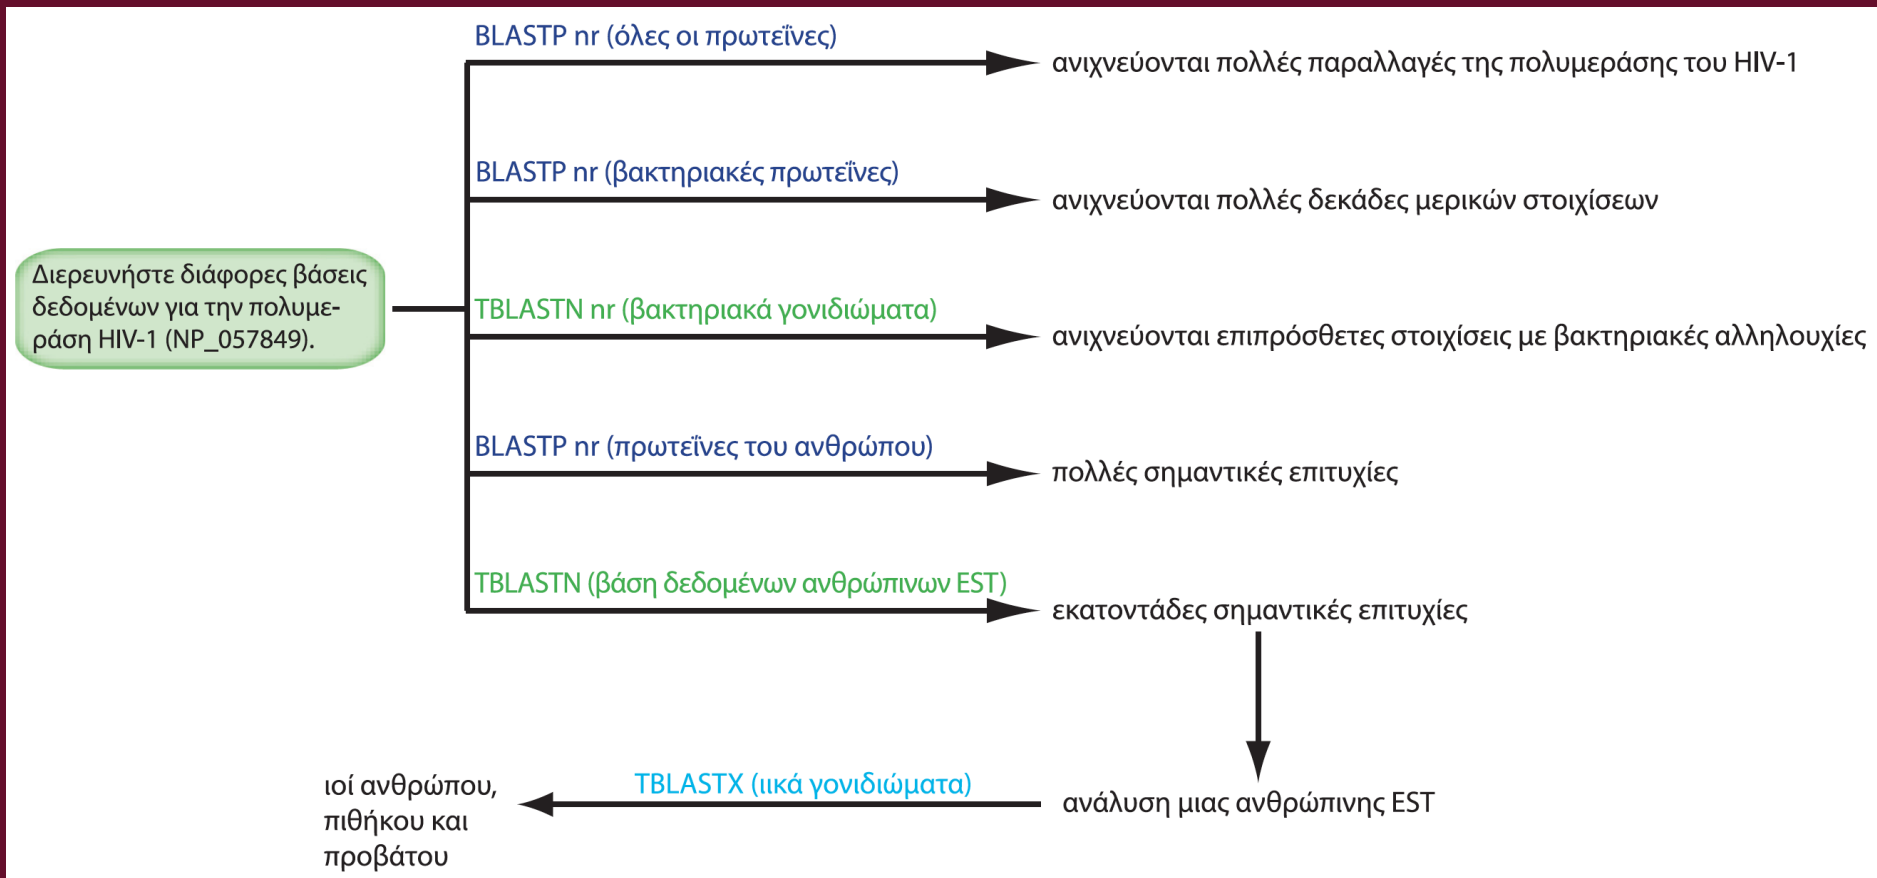 BLASTP nr (όλες οι πρωτεΐνες)
ανιχνεύονται πολλές παραλλαγές της πολυμεράσης του HIV-1
BLASTP nr (βακτηριακές πρωτεΐνες)
ανιχνεύονται πολλές δεκάδες μερικών στοιχίσεων
Διερευνήστε διάφορες βάσεις
δεδομένων για την πολυμε-
ράση HIV-1 (NP_057849).
TBLASTN nr (βακτηριακά γονιδιώματα)
ανιχνεύονται επιπρόσθετες στοιχίσεις με βακτηριακές αλληλουχίες
BLASTP nr (πρωτεΐνες του ανθρώπου)
πολλές σημαντικές επιτυχίες
TBLASTN (βάση δεδομένων ανθρώπινων EST)
εκατοντάδες σημαντικές επιτυχίες
ανάλυση μιας ανθρώπινης EST
TBLASTX (ιικά γονιδιώματα)
ιοί ανθρώπου,
πιθήκου και
προβάτου